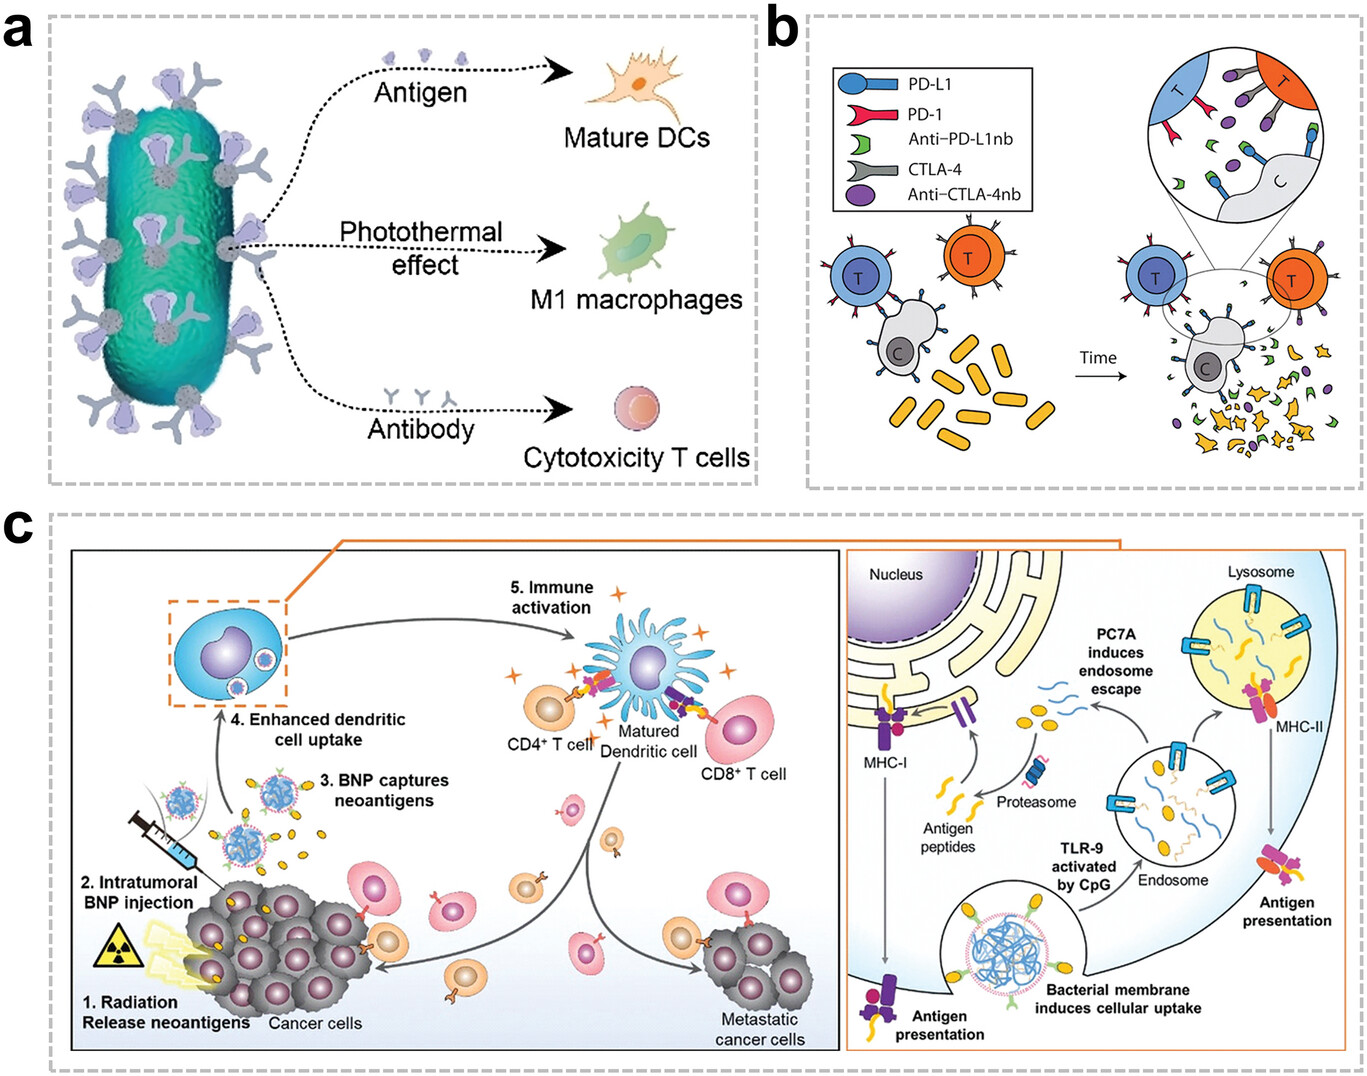 a
Antigen
Mature DCs
Photothermal
effect
M1 macrophages
Antibody
Cytotoxicity T cells
b
PD-L1
PD-1
Anti–PD-L1nb
CTLA-4
Anti–CTLA-4nb
T
T
C
T
T
C
Time
T
T
C
c
5. Immune
activation
4. Enhanced dendritic
cell uptake
CD4+ T cell
Matured
Dendritic cell
CD8+ T cell
3. BNP captures
neoantigens
2. Intratumoral
BNP injection
1. Radiation
Release neoantigens
Cancer cells
Metastatic
cancer cells
Nucleus
Lysosome
PC7A
induces
endosome
escape
MHC-I
MHC-II
Proteasome
Antigen
peptides
TLR-9
activated
by CpG
Endosome
Antigen
presentation
Bacterial membrane
induces cellular uptake
Antigen
presentation